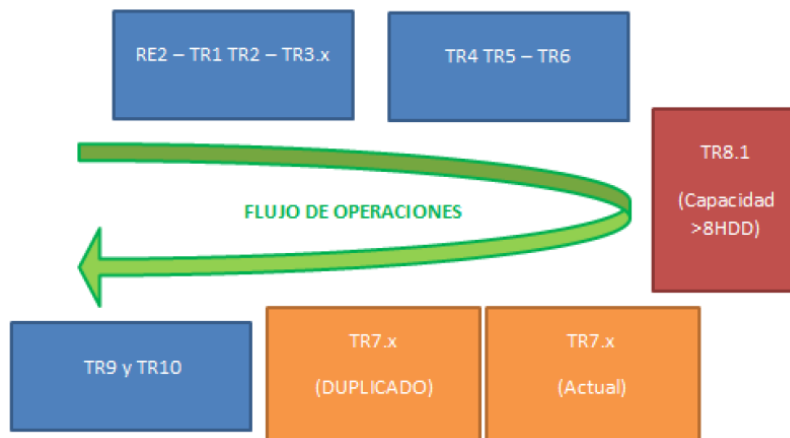 RE2 – TR1 TR2 – TR3.x
TR4 TR5 – TR6
TR8.1
(Capacidad
>8HDD)
FLUJO DE OPERACIONES
TR9 y TR10
TR7.x
(DUPLICADO)
TR7.x
(Actual)